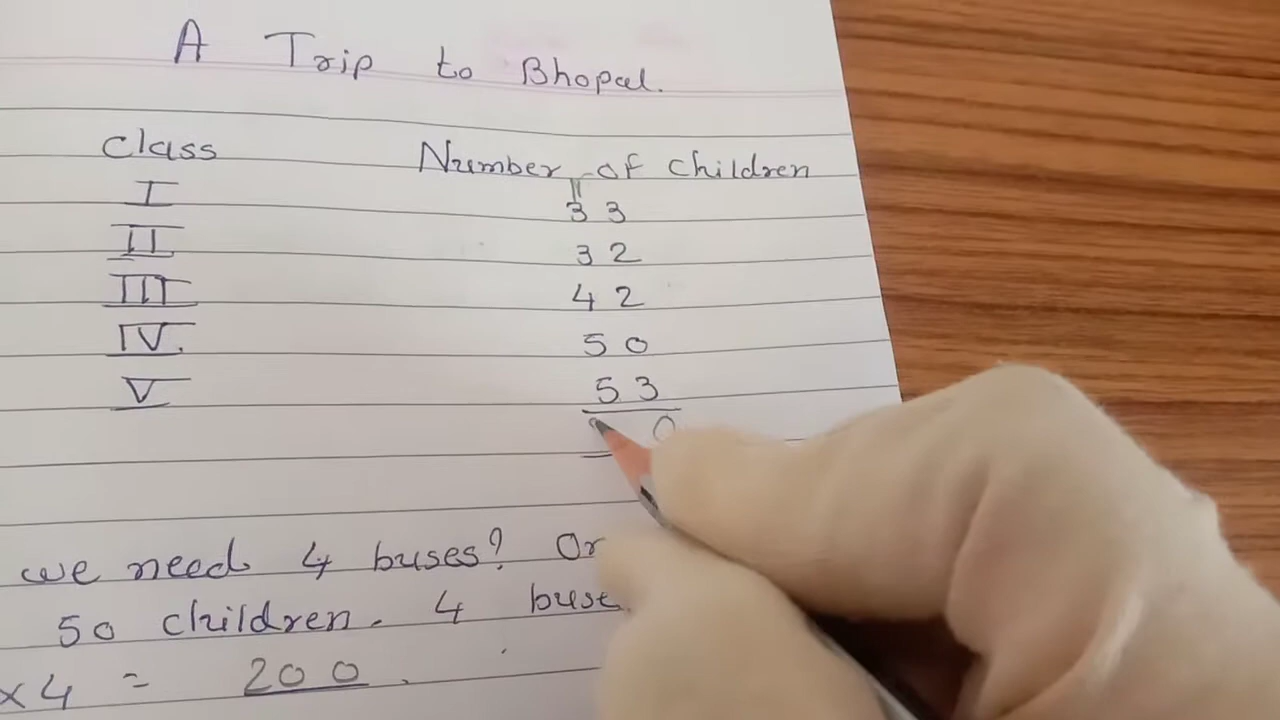 A Trip to Bhopal.
Class Number of children
I 33
II 32
III 42
IV. 50
V 53
0
we need 4 buses? Or
50 children. 4 buse
x4 = 200.